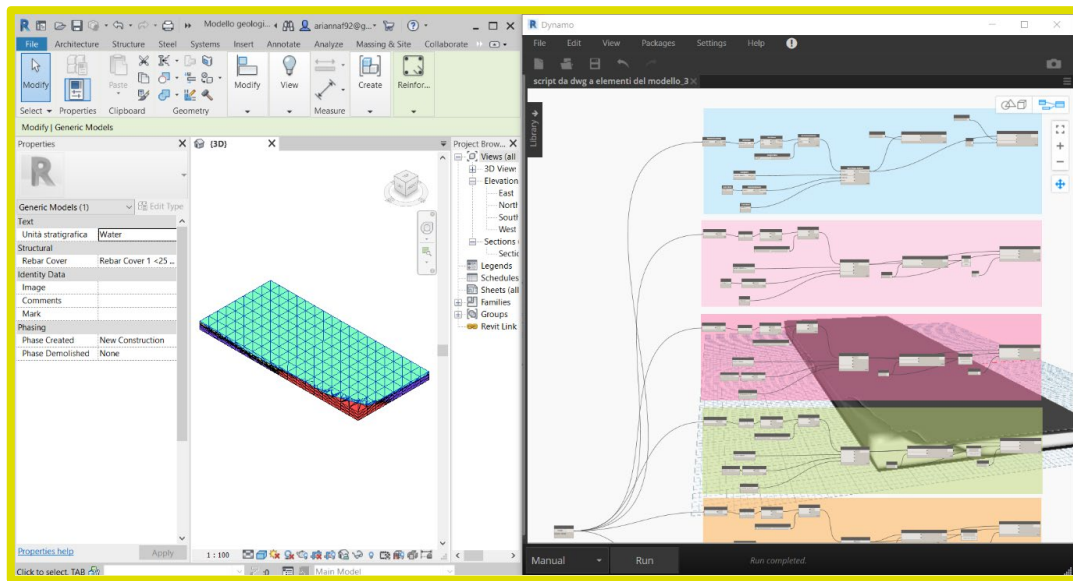 Modello geologi...
ariannaf92@g...
File Architecture Structure Steel Systems Insert Annotate Analyze Massing & Site Collaborate
Modify
Paste
Modify
View
Create
Reinfor...
Select Properties Clipboard Geometry Measure
Modify | Generic Models
Properties X
Generic Models (1) Edit Type
Text
Unità stratigrafica Water
Structural
Rebar Cover Rebar Cover 1 <25 ...
Identity Data
Image
Comments
Mark
Phasing
Phase Created New Construction
Phase Demolished None
Properties help Apply
Click to select. TAB
{3D} X
1 : 100
:0 Main Model
Project Brow... X
Views (all
3D View
Elevation
East
North
South
West
Sections (
Sectio
Legends
Schedules
Sheets (all
Families
Groups
Revit Link
Dynamo
File Edit View Packages Settings Help
script da dwg a elementi del modello_3
Library
Manual Run Run completed.